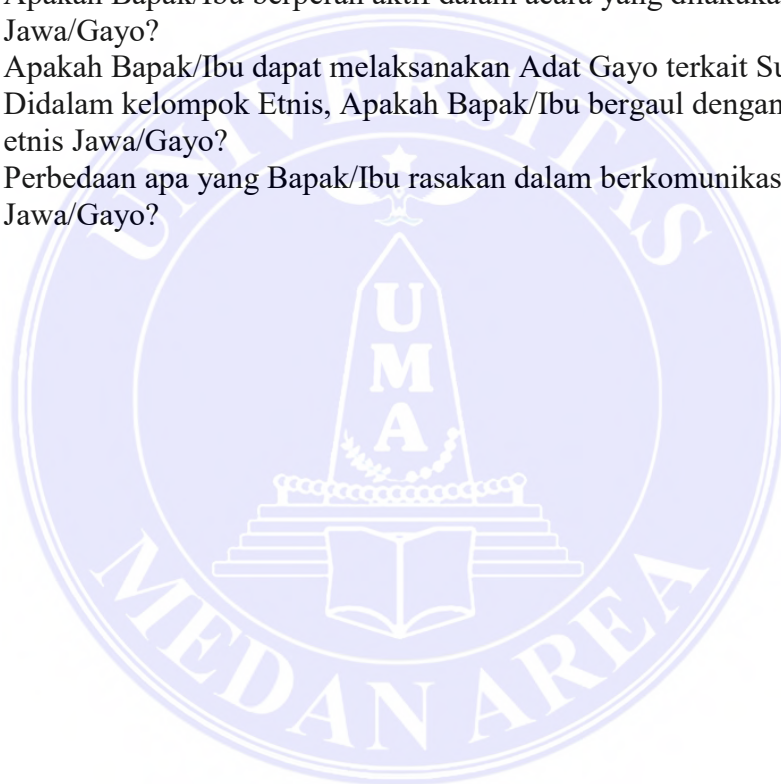 Apakah Bapak/Ibu berperan aktif dalam acara yang
Jawa/Gayo?
Apakah Bapak/Ibu dapat melaksanakan Adat Gayo terkait
Didalam kelompok Etnis, Apakah Bapak/Ibu bergaul dengan
etnis Jawa/Gayo?
Perbedaan apa yang Bapak/Ibu rasakan dalam
Jawa/Gayo?
UNIVERSITAS
UMA
MEDAN AREA